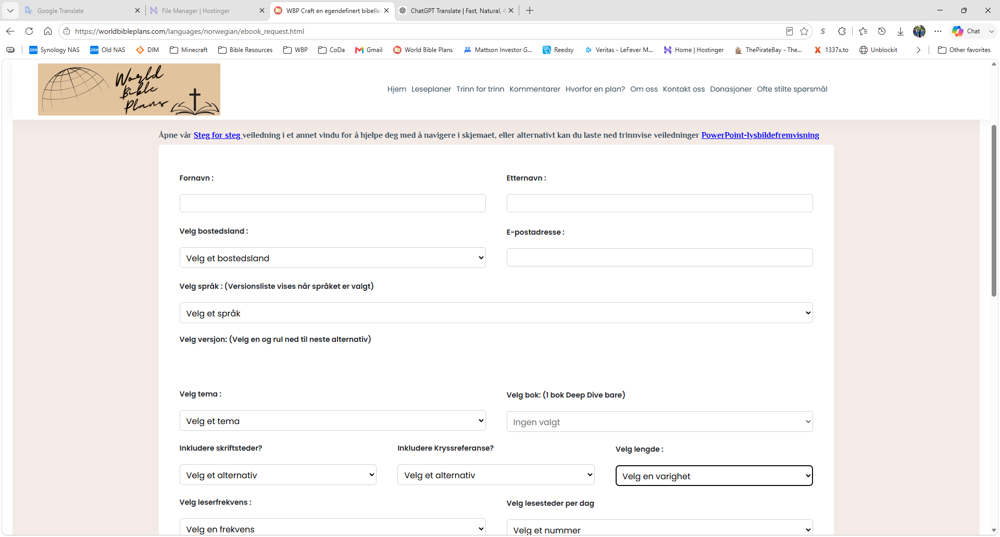 Google Translate
File Manager | Hostinger
WBP Craft en egendefinert bibelle
ChatGPT Translate | Fast, Natural,
https://worldbibleplans.com/languages/norwegian/ebook_request.html
Chat
Synology NAS
Old NAS
DIM
Minecraft
Bible Resources
WBP
CoDa
Gmail
World Bible Plans
Mattson Investor G...
Reedsy
Veritas - LeFever M...
Home | Hostinger
ThePirateBay - The...
1337x.to
Unblockit
Other favorites
World
Bible
Plans
Hjem Leseplaner Trinn for trinn Kommentarer Hvorfor en plan? Om oss Kontakt oss Donasjoner Ofte stilte spørsmål
Åpne vår Steg for steg veiledning i et annet vindu for å hjelpe deg med å navigere i skjemaet, eller alternativt kan du laste ned trinnvise veiledninger PowerPoint-lysbildefremvisning
Fornavn :
Etternavn :
Velg bostedsland :
E-postadresse :
Velg et bostedsland
Velg språk : (Versionsliste vises når språket er valgt)
Velg et språk
Velg versjon: (Velg en og rul ned til neste alternativ)
Velg tema :
Velg bok: (1 bok Deep Dive bare)
Velg et tema
Ingen valgt
Inkludere skriftsteder?
Inkludere Kryssreferanse?
Velg lengde :
Velg et alternativ
Velg et alternativ
Velg en varighet
Velg leserfrekvens :
Velg lesesteder per dag
Velg en frekvens
Velg et nummer